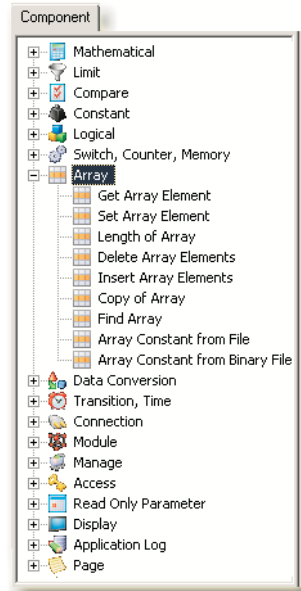 Component
Mathematical
Limit
Compare
Constant
Logical
Switch, Counter, Memory
Array
Get Array Element
Set Array Element
Length of Array
Delete Array Elements
Insert Array Elements
Copy of Array
Find Array
Array Constant from File
Array Constant from Binary File
Data Conversion
Transition, Time
Connection
Module
Manage
Access
Read Only Parameter
Display
Application Log
Page